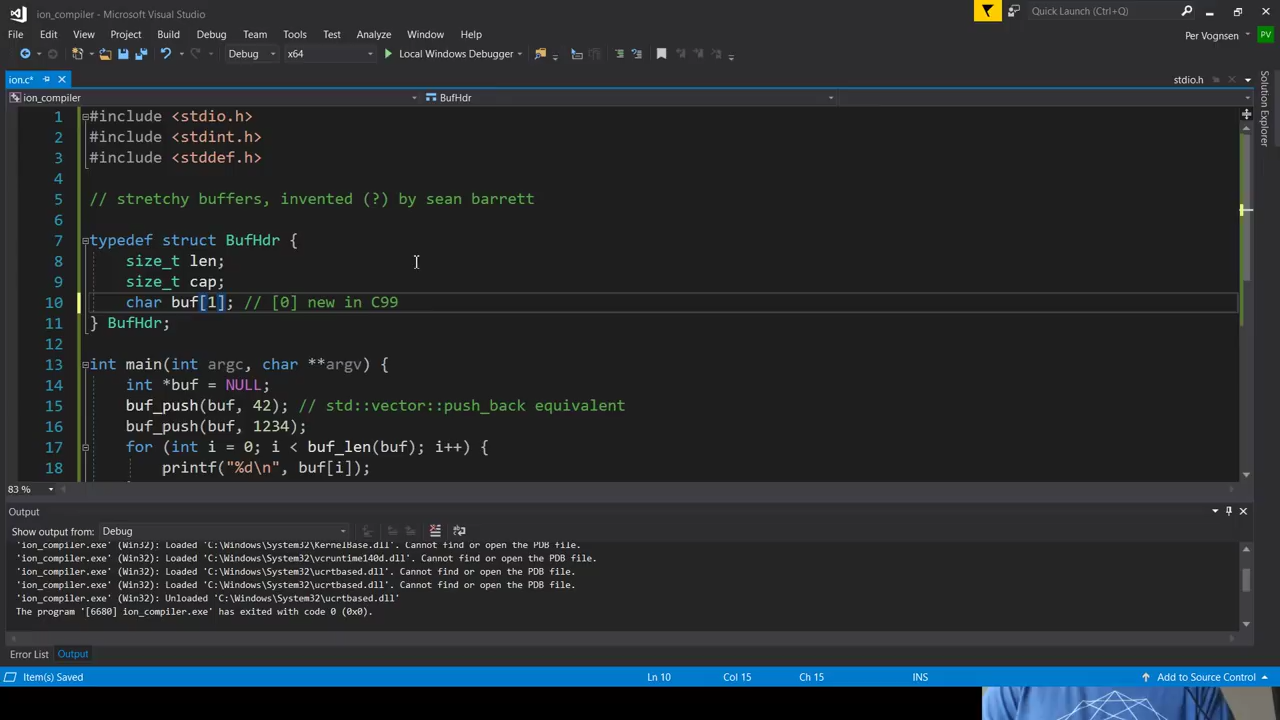 ion_compiler - Microsoft Visual Studio
Quick Launch (Ctrl+Q)
File Edit View Project Build Debug Team Tools Test Analyze Window Help
Per Vognsen PV
Debug x64 Local Windows Debugger
ion.c* stdio.h
ion_compiler BufHdr
Solution Explorer
1 #include <stdio.h>
2 #include <stdint.h>
3 #include <stddef.h>
4
5 // stretchy buffers, invented (?) by sean barrett
6
7 typedef struct BufHdr {
8 size_t len;
9 size_t cap;
10 char buf[1]; // [0] new in C99
11 } BufHdr;
12
13 int main(int argc, char **argv) {
14 int *buf = NULL;
15 buf_push(buf, 42); // std::vector::push_back equivalent
16 buf_push(buf, 1234);
17 for (int i = 0; i < buf_len(buf); i++) {
18 printf("%d\n", buf[i]);
83 %
Output
Show output from: Debug
'ion_compiler.exe' (Win32): Loaded 'C:\Windows\System32\KernelBase.dll'. Cannot find or open the PDB file.
'ion_compiler.exe' (Win32): Loaded 'C:\Windows\System32\vcruntime140d.dll'. Cannot find or open the PDB file.
'ion_compiler.exe' (Win32): Loaded 'C:\Windows\System32\ucrtbased.dll'. Cannot find or open the PDB file.
'ion_compiler.exe' (Win32): Loaded 'C:\Windows\System32\ucrtbased.dll'. Cannot find or open the PDB file.
'ion_compiler.exe' (Win32): Unloaded 'C:\Windows\System32\ucrtbased.dll'
The program '[6680] ion_compiler.exe' has exited with code 0 (0x0).
Error List Output
Item(s) Saved Ln 10 Col 15 Ch 15 INS Add to Source Control